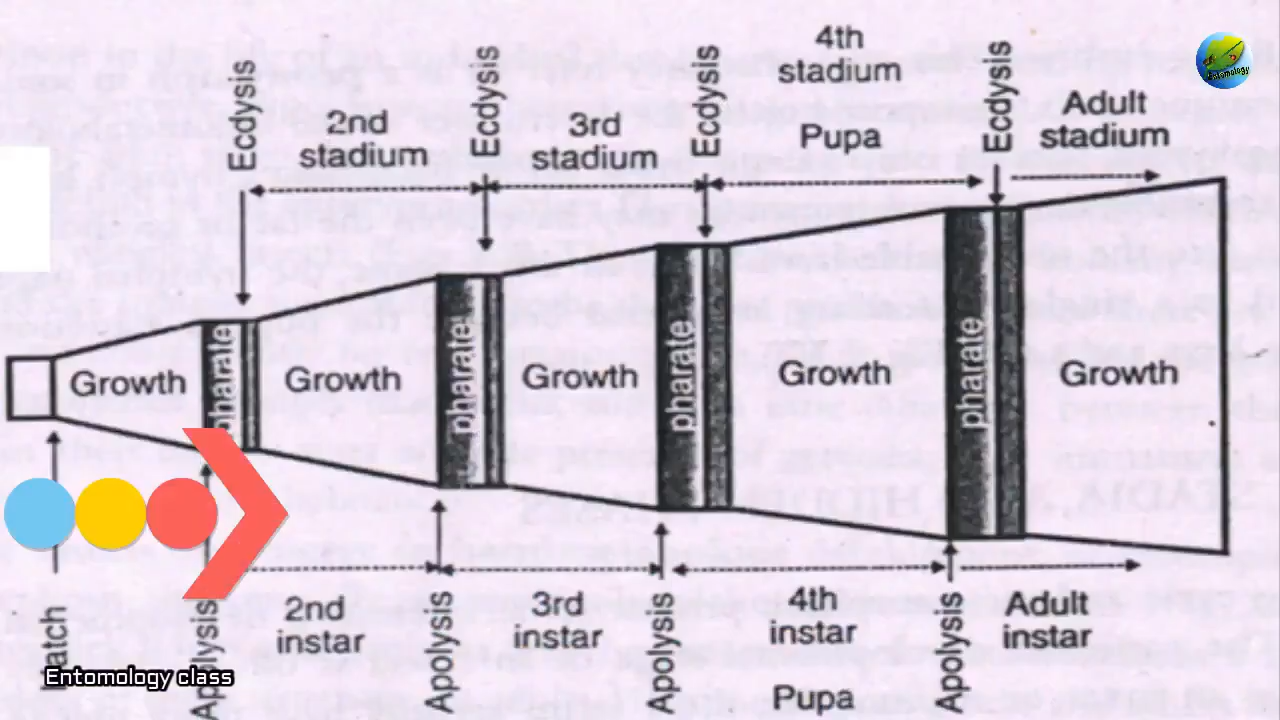 4th
stadium
Pupa
Ecdysis
Ecdysis
Ecdysis
Ecdysis
Adult
stadium
2nd
stadium
3rd
stadium
Entomology
Growth
pharate
Growth
pharate
Growth
pharate
Growth
pharate
Growth
Hatch
Apolysis
2nd
instar
Apolysis
3rd
instar
Apolysis
4th
instar
Pupa
Apolysis
Adult
instar
Entomology class